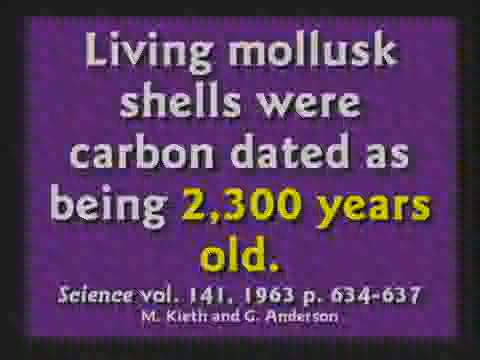 Living mollusk
shells were
carbon dated as
being 2,300 years
old.
Science vol. 141, 1963 p. 634-637
M. Kieth and G. Anderson